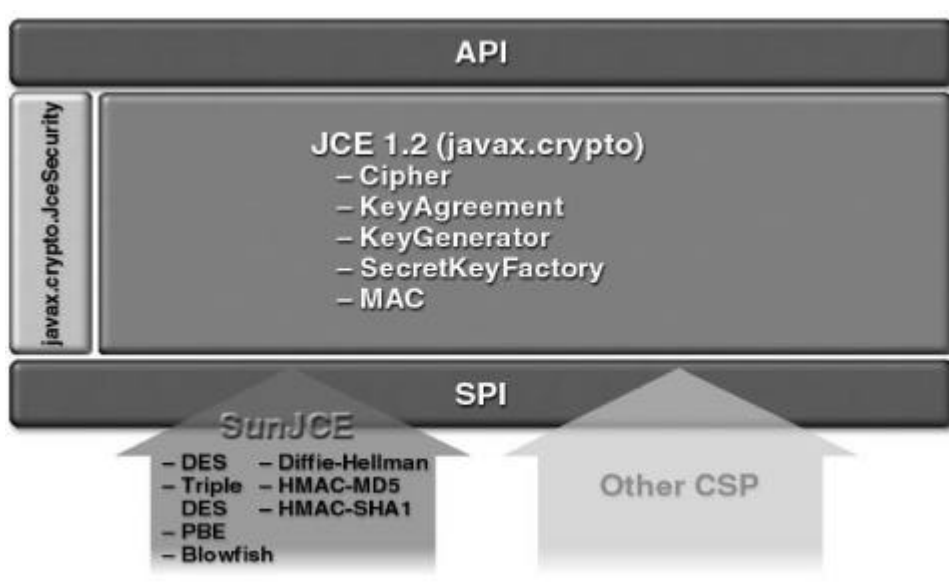 API
javax.crypto.JceSecurity
JCE 1.2 (javax.crypto)
– Cipher
– KeyAgreement
– KeyGenerator
– SecretKeyFactory
– MAC
SPI
SunJCE
– DES – Diffie-Hellman
– Triple – HMAC-MD5
DES – HMAC-SHA1
– PBE
– Blowfish
Other CSP